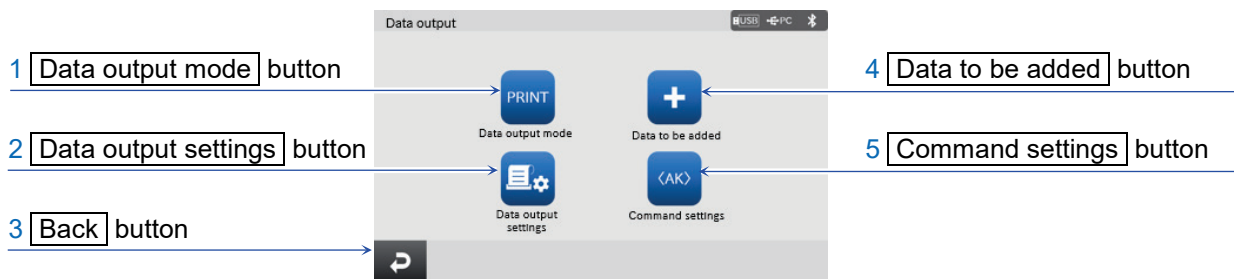 Data output
USB PC
1 Data output mode button
4 Data to be added button
PRINT
+
Data output mode
Data to be added
2 Data output settings button
5 Command settings button
<AK>
Data output
settings
Command settings
3 Back button